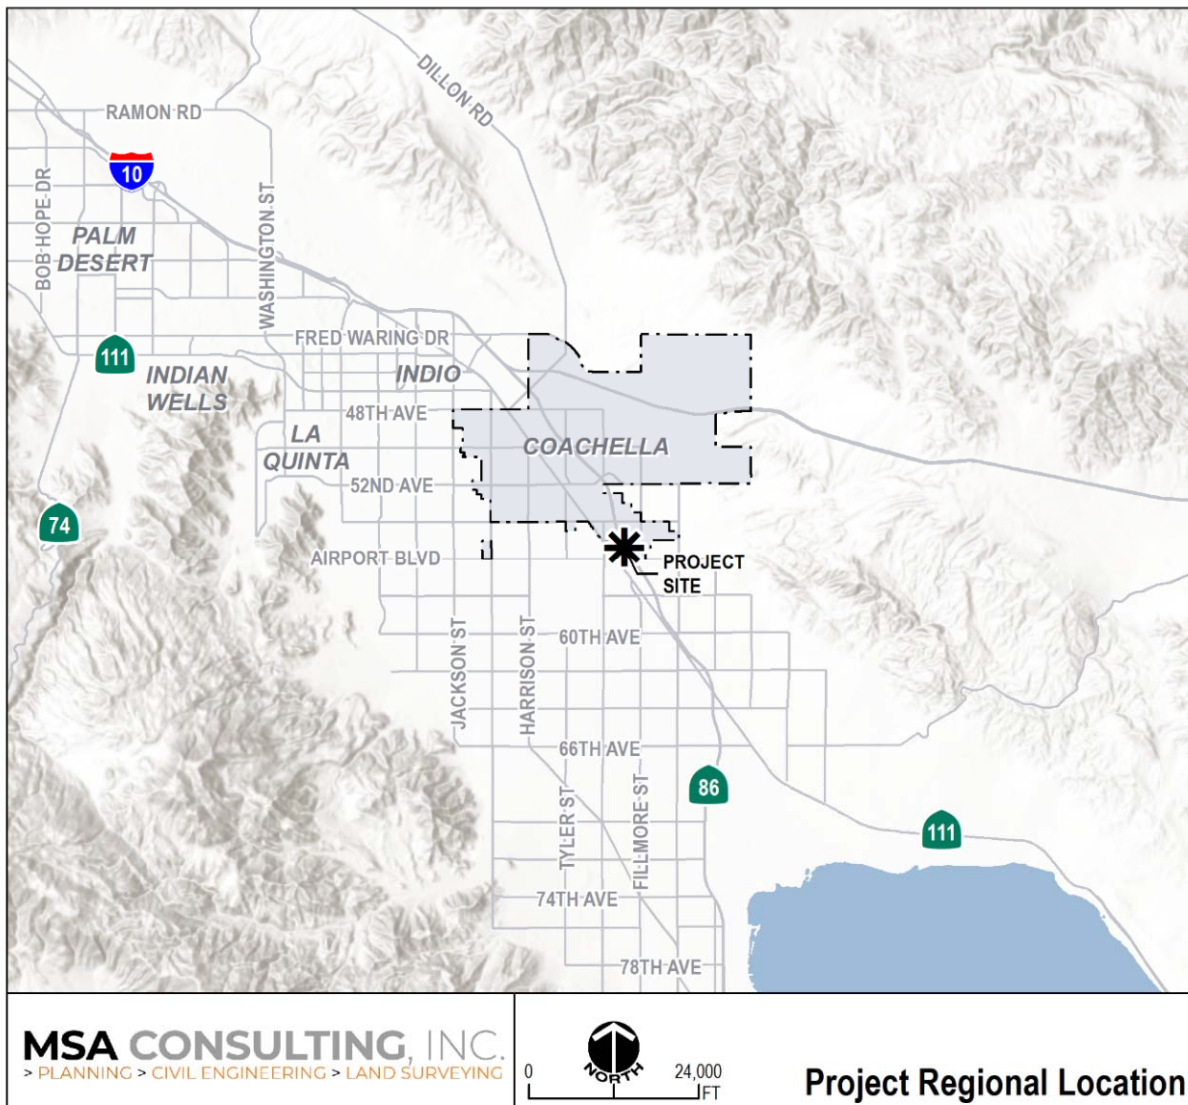 DILLON RD
RAMON RD
10
BOB HOPE DR
WASHINGTON ST
PALM
DESERT
FRED WARING DR
111
INDIAN
WELLS
INDIO
48TH AVE
LA
QUINTA
COACHELLA
52ND AVE
74
AIRPORT BLVD
PROJECT
SITE
JACKSON ST
HARRISON ST
60TH AVE
66TH AVE
86
TYLER ST
FILLMORE ST
111
74TH AVE
78TH AVE
MSA CONSULTING, INC.
> PLANNING > CIVIL ENGINEERING > LAND SURVEYING
NORTH
0 24,000
FT
Project Regional Location